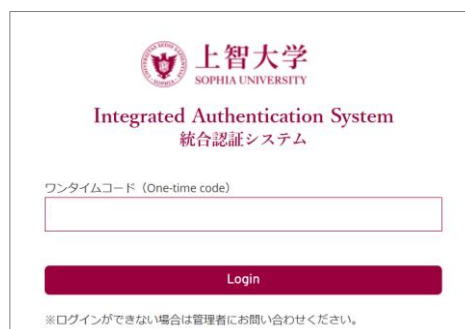 上智大学
SOPHIA UNIVERSITY
Integrated Authentication System
統合認証システム
ワンタイムコード（One-time code）
Login
※ログインができない場合は管理者にお問い合わせください。